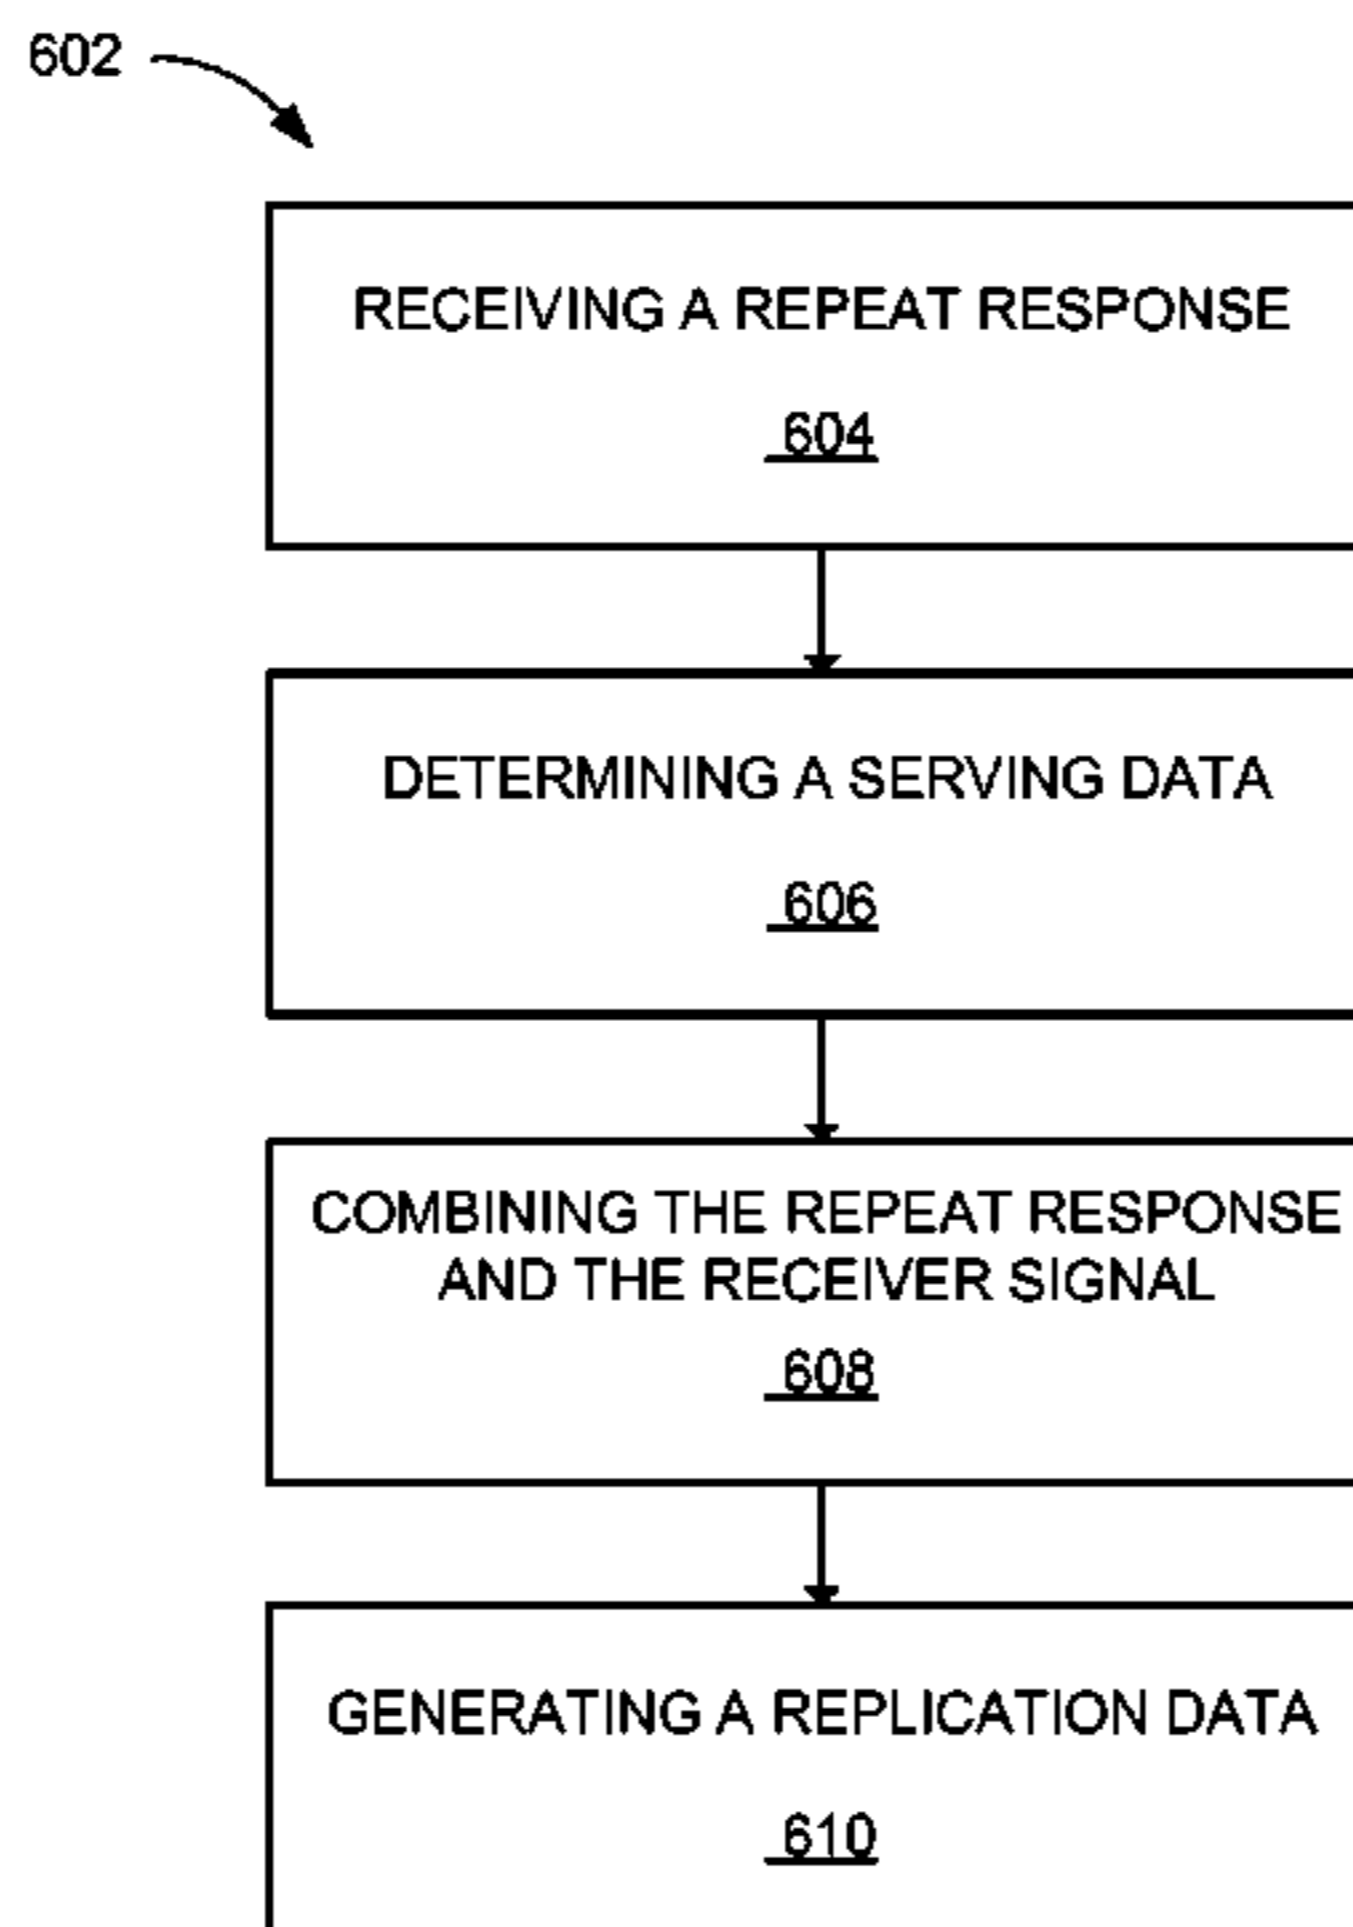 602
RECEIVING A REPEAT RESPONSE
604
DETERMINING A SERVING DATA
606
COMBINING THE REPEAT RESPONSE
AND THE RECEIVER SIGNAL
608
GENERATING A REPLICATION DATA
610